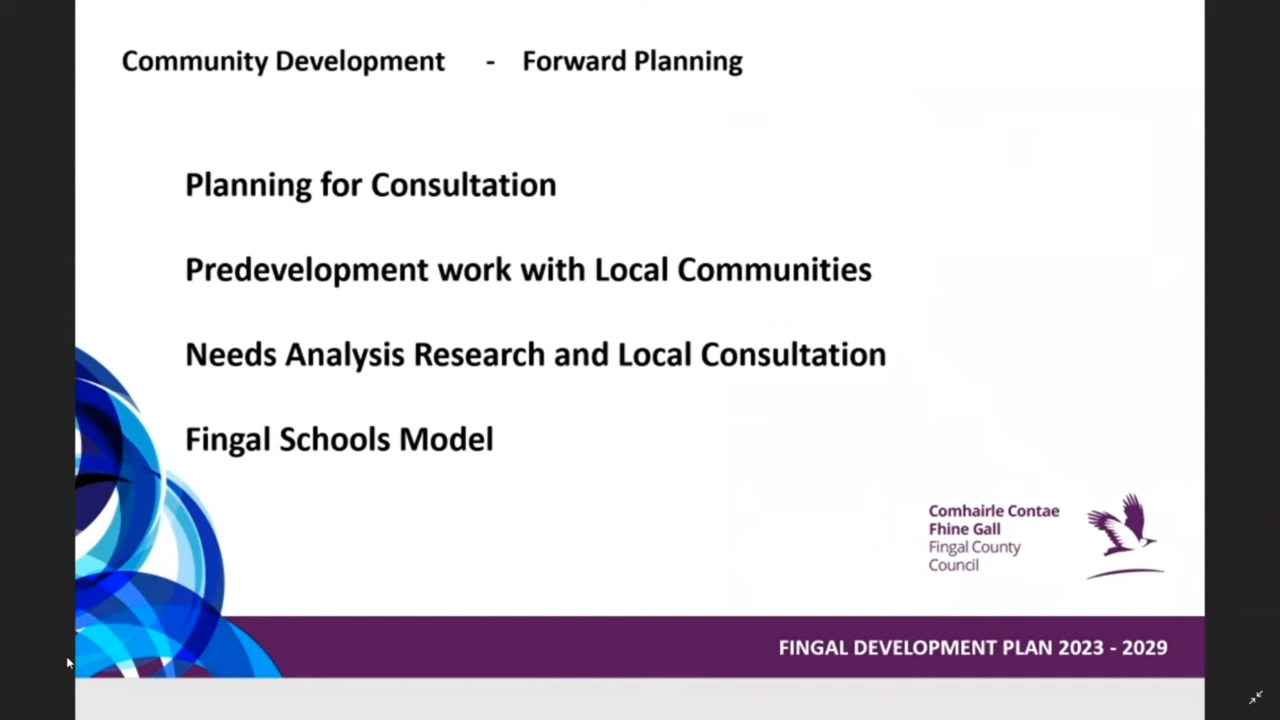 Community Development - Forward Planning
Planning for Consultation
Predevelopment work with Local Communities
Needs Analysis Research and Local Consultation
Fingal Schools Model
Comhairle Contae
Fhine Gall
Fingal County
Council
FINGAL DEVELOPMENT PLAN 2023 - 2029